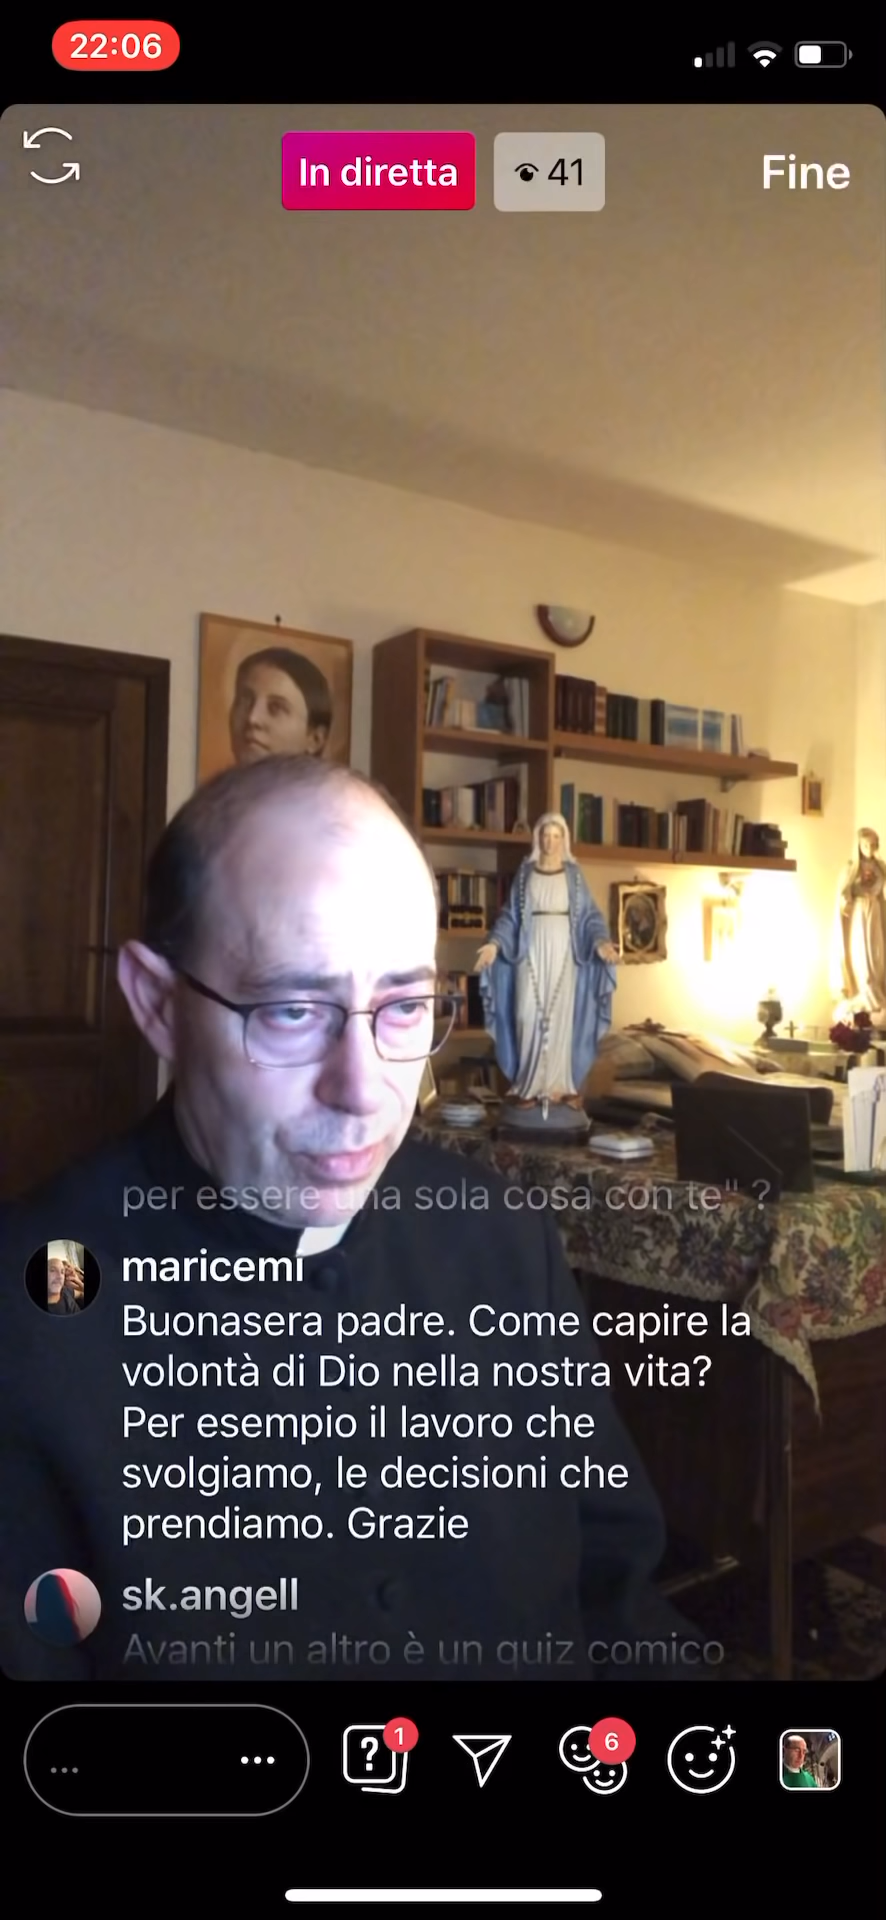 22:06
In diretta
41
Fine
per essere una sola cosa con te" ?
maricemi
Buonasera padre. Come capire la
volontà di Dio nella nostra vita?
Per esempio il lavoro che
svolgiamo, le decisioni che
prendiamo. Grazie
sk.angell
Avanti un altro è un quiz comico
...
...
?
1
6